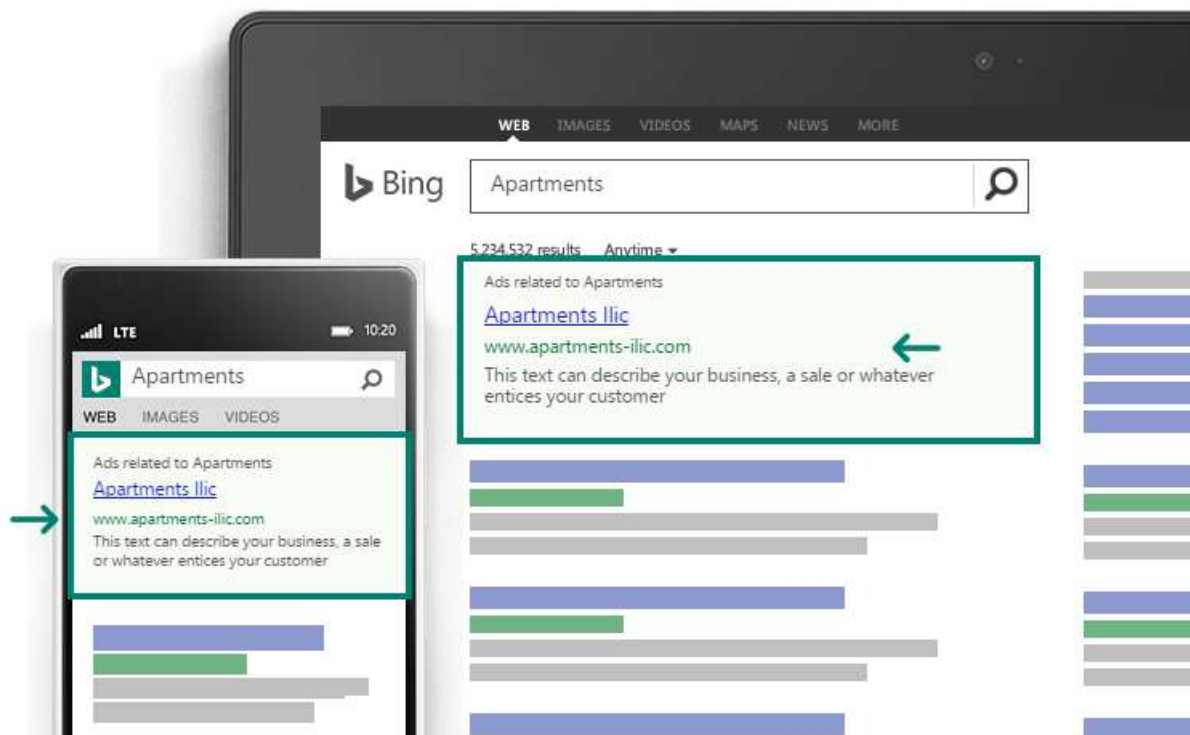 WEB IMAGES VIDEOS MAPS NEWS MORE
Bing
Apartments
5,234,532 results Anytime
Ads related to Apartments
Apartments Ilic
www.apartments-ilic.com
This text can describe your business, a sale or whatever
entices your customer
LTE 10:20
Apartments
WEB IMAGES VIDEOS
Ads related to Apartments
Apartments Ilic
www.apartments-ilic.com
This text can describe your business, a sale
or whatever entices your customer